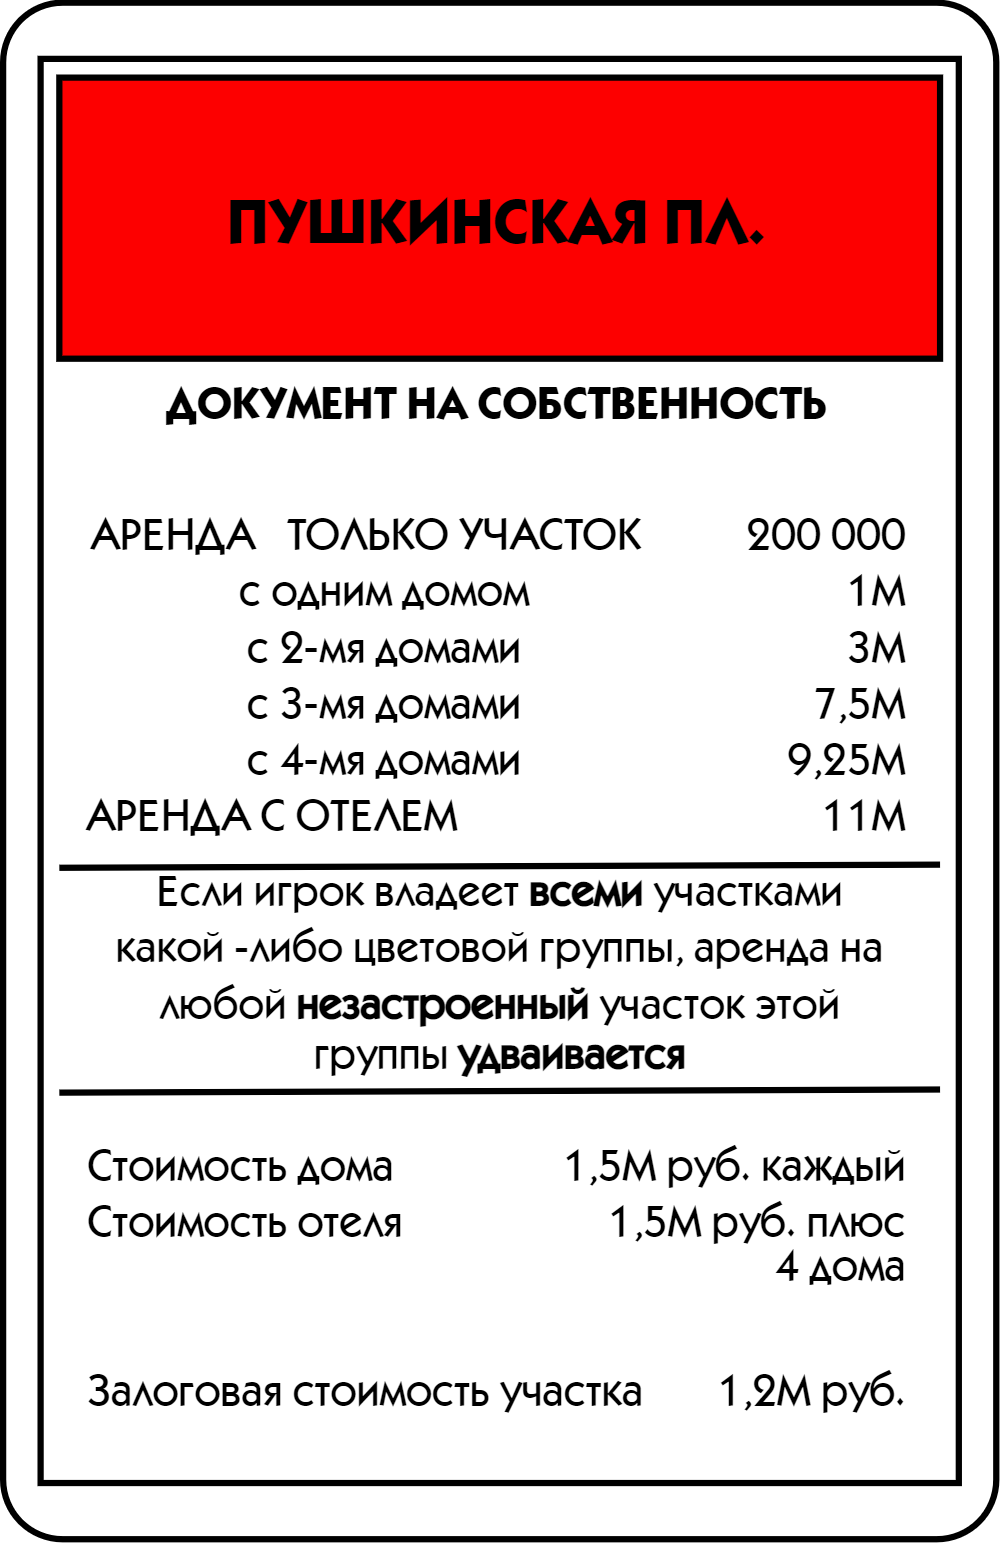 ПУШКИНСКАЯ ПЛ.
ДОКУМЕНТ НА СОБСТВЕННОСТЬ
АРЕНДА ТОЛЬКО УЧАСТОК 200 000
с одним домом 1М
с 2-мя домами 3М
с 3-мя домами 7,5М
с 4-мя домами 9,25М
АРЕНДА С ОТЕЛЕМ 11М
Если игрок владеет всеми участками
какой -либо цветовой группы, аренда на
любой незастроенный участок этой
группы удваивается
Стоимость дома 1,5М руб. каждый
Стоимость отеля 1,5М руб. плюс
4 дома
Залоговая стоимость участка 1,2М руб.